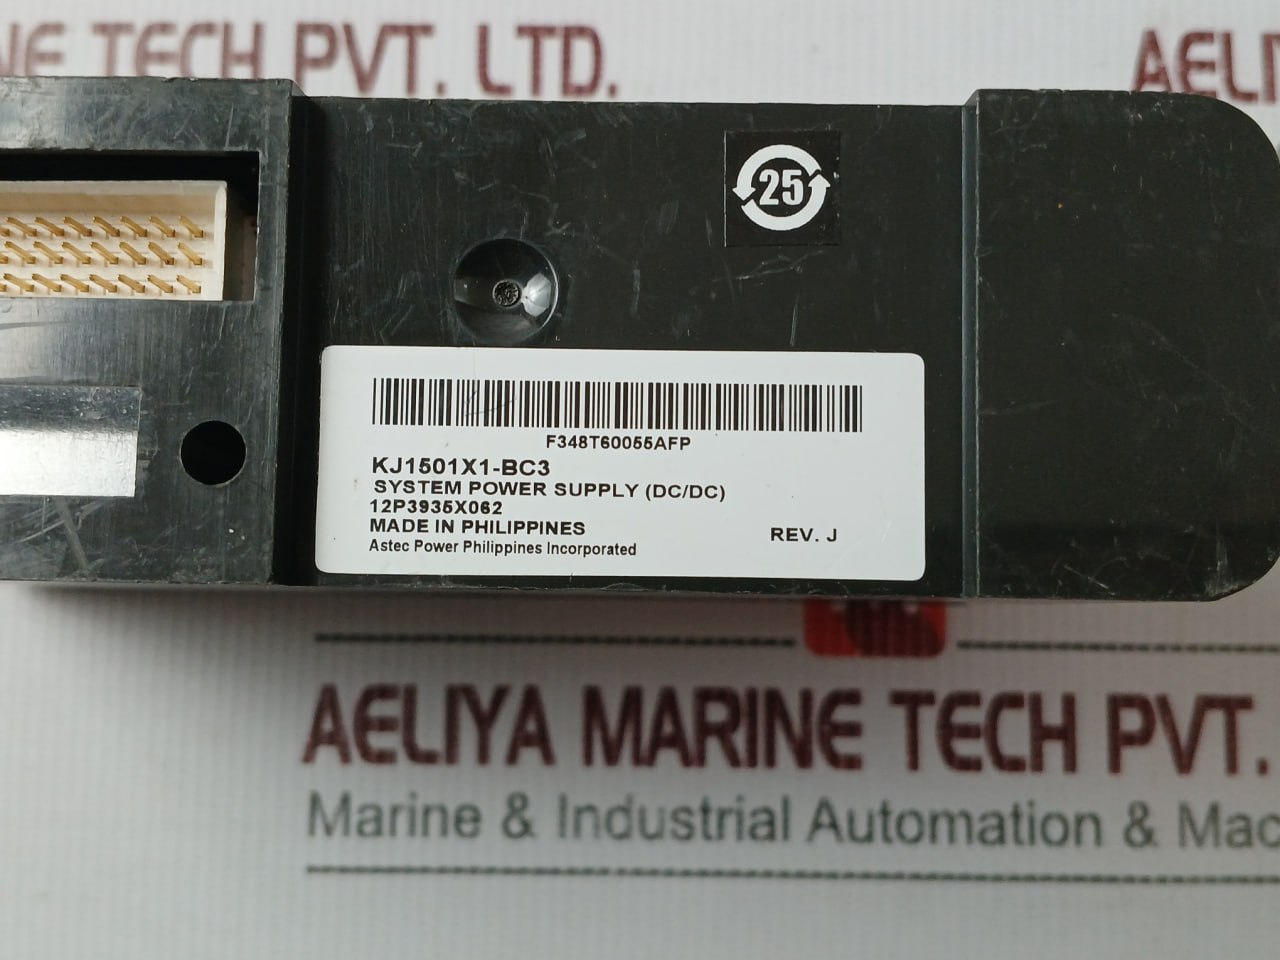 NE TECH PVT. LTD.
AELI
25
F348T60055AFP
KJ1501X1-BC3
SYSTEM POWER SUPPLY (DC/DC)
12P3935X062
MADE IN PHILIPPINES
REV. J
Astec Power Philippines Incorporated
AELIYA MARINE TECH PVT.
Marine & Industrial Automation & Mac